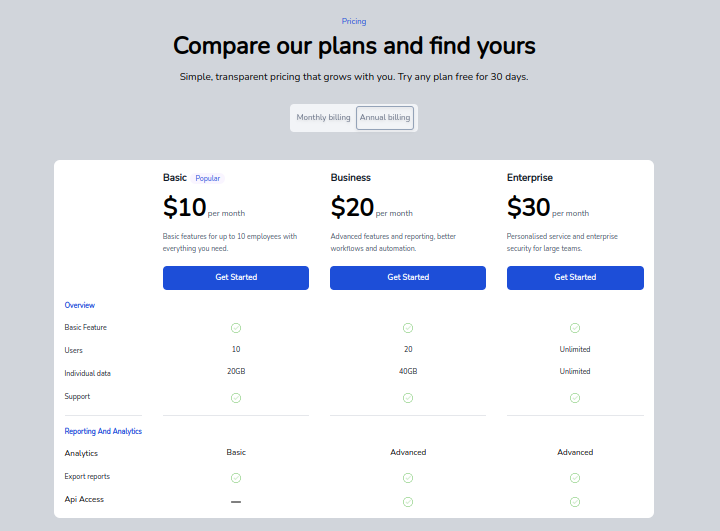 Pricing
Compare our plans and find yours
Simple, transparent pricing that grows with you. Try any plan free for 30 days.
Monthly billing Annual billing
Basic Popular Business Enterprise
$10 per month $20 per month $30 per month
Basic features for up to 10 employees with
everything you need.
Advanced features and reporting, better
workflows and automation.
Personalised service and enterprise
security for large teams.
Get Started Get Started Get Started
Overview
Basic Feature
Users 10 20 Unlimited
Individual data 20GB 40GB Unlimited
Support
Reporting And Analytics
Analytics Basic Advanced Advanced
Export reports
Api Access —